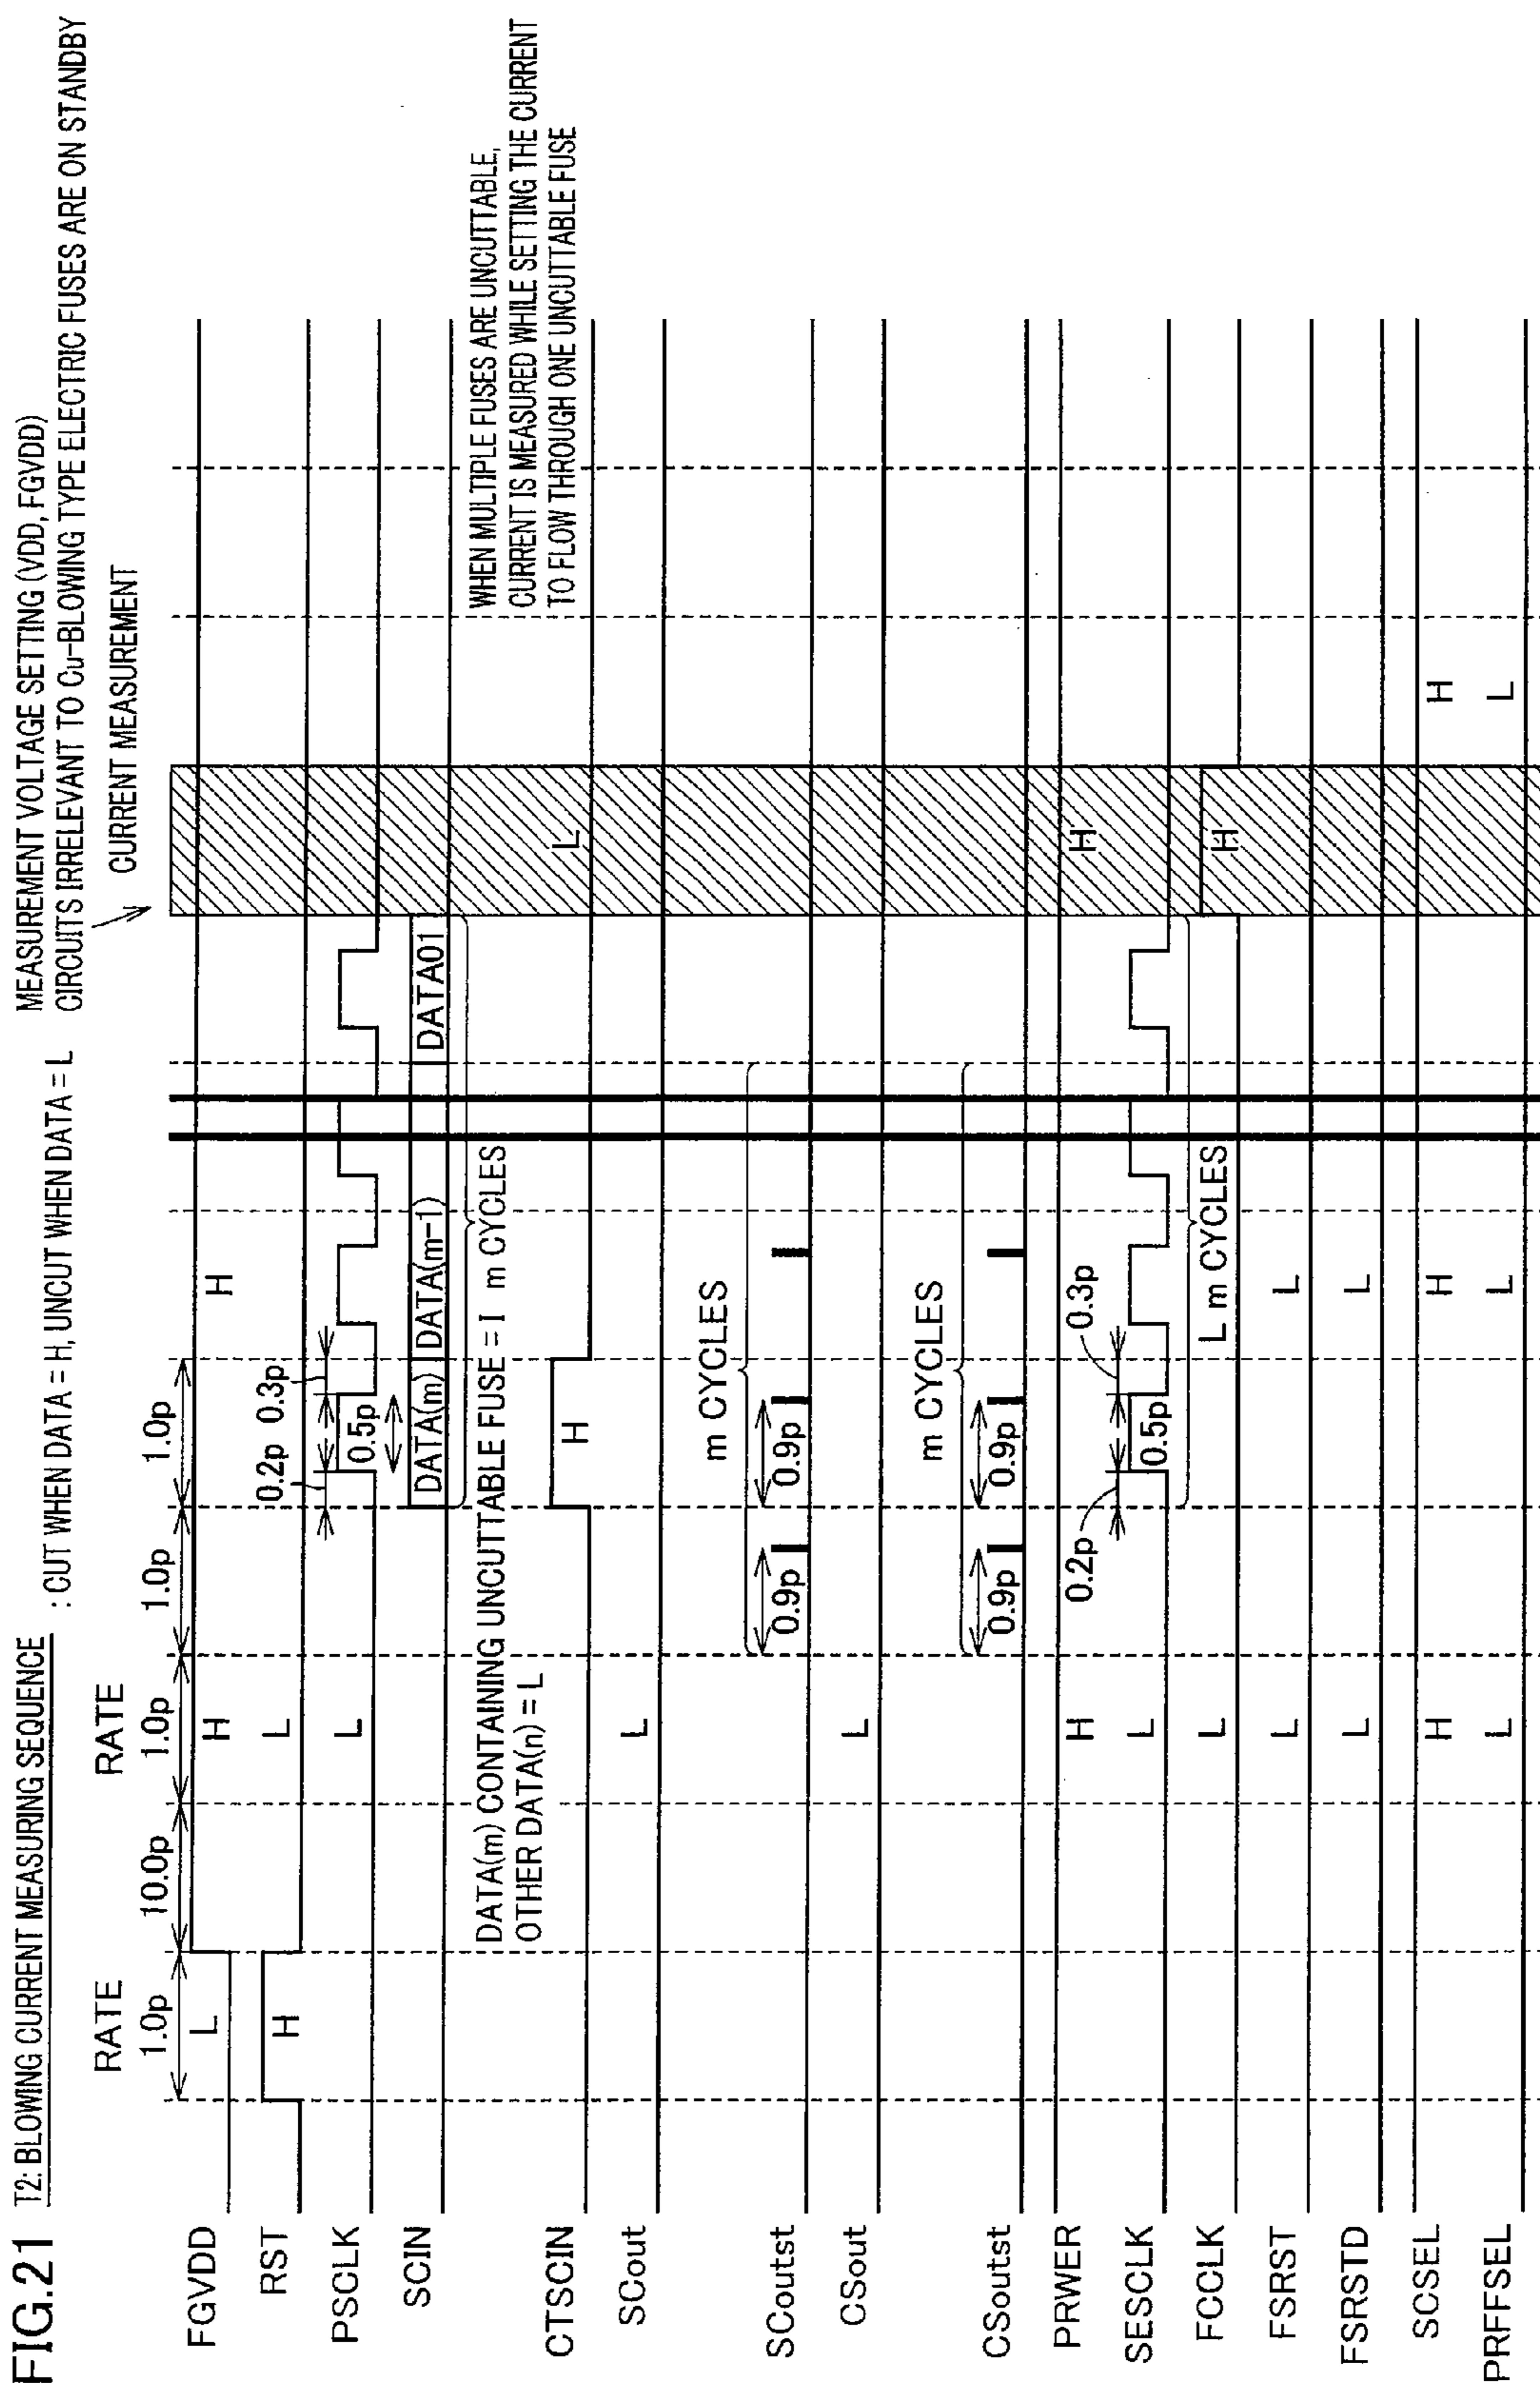 FIG.21
T2: BLOWING CURRENT MEASURING SEQUENCE
: CUT WHEN DATA = H, UNCUT WHEN DATA = L
MEASUREMENT VOLTAGE SETTING (VDD, FGVDD)
CIRCUITS IRRELEVANT TO Cu-BLOWING TYPE ELECTRIC FUSES ARE ON STANDBY
CURRENT MEASUREMENT
RATE RATE
1.0p 10.0p 1.0p 1.0p 1.0p
FGVDD L H H
RST H L
0.2p 0.3p
PSCLK L 0.5p
SCIN DATA(m) DATA(m-1) DATA01
DATA(m) CONTAINING UNCUTTABLE FUSE = I m CYCLES
OTHER DATA(n) = L
WHEN MULTIPLE FUSES ARE UNCUTTABLE,
CURRENT IS MEASURED WHILE SETTING THE CURRENT
TO FLOW THROUGH ONE UNCUTTABLE FUSE
CTSCIN H L
SCout L
m CYCLES
SCoutst 0.9p 0.9p
CSout L
m CYCLES
CSoutst 0.9p 0.9p
PRWER H 0.2p 0.3p H
SESCLK L 0.5p
FCCLK L L m CYCLES H
FSRST L L
FSRSTD L L
SCSEL H H H
PRFFSEL L L L